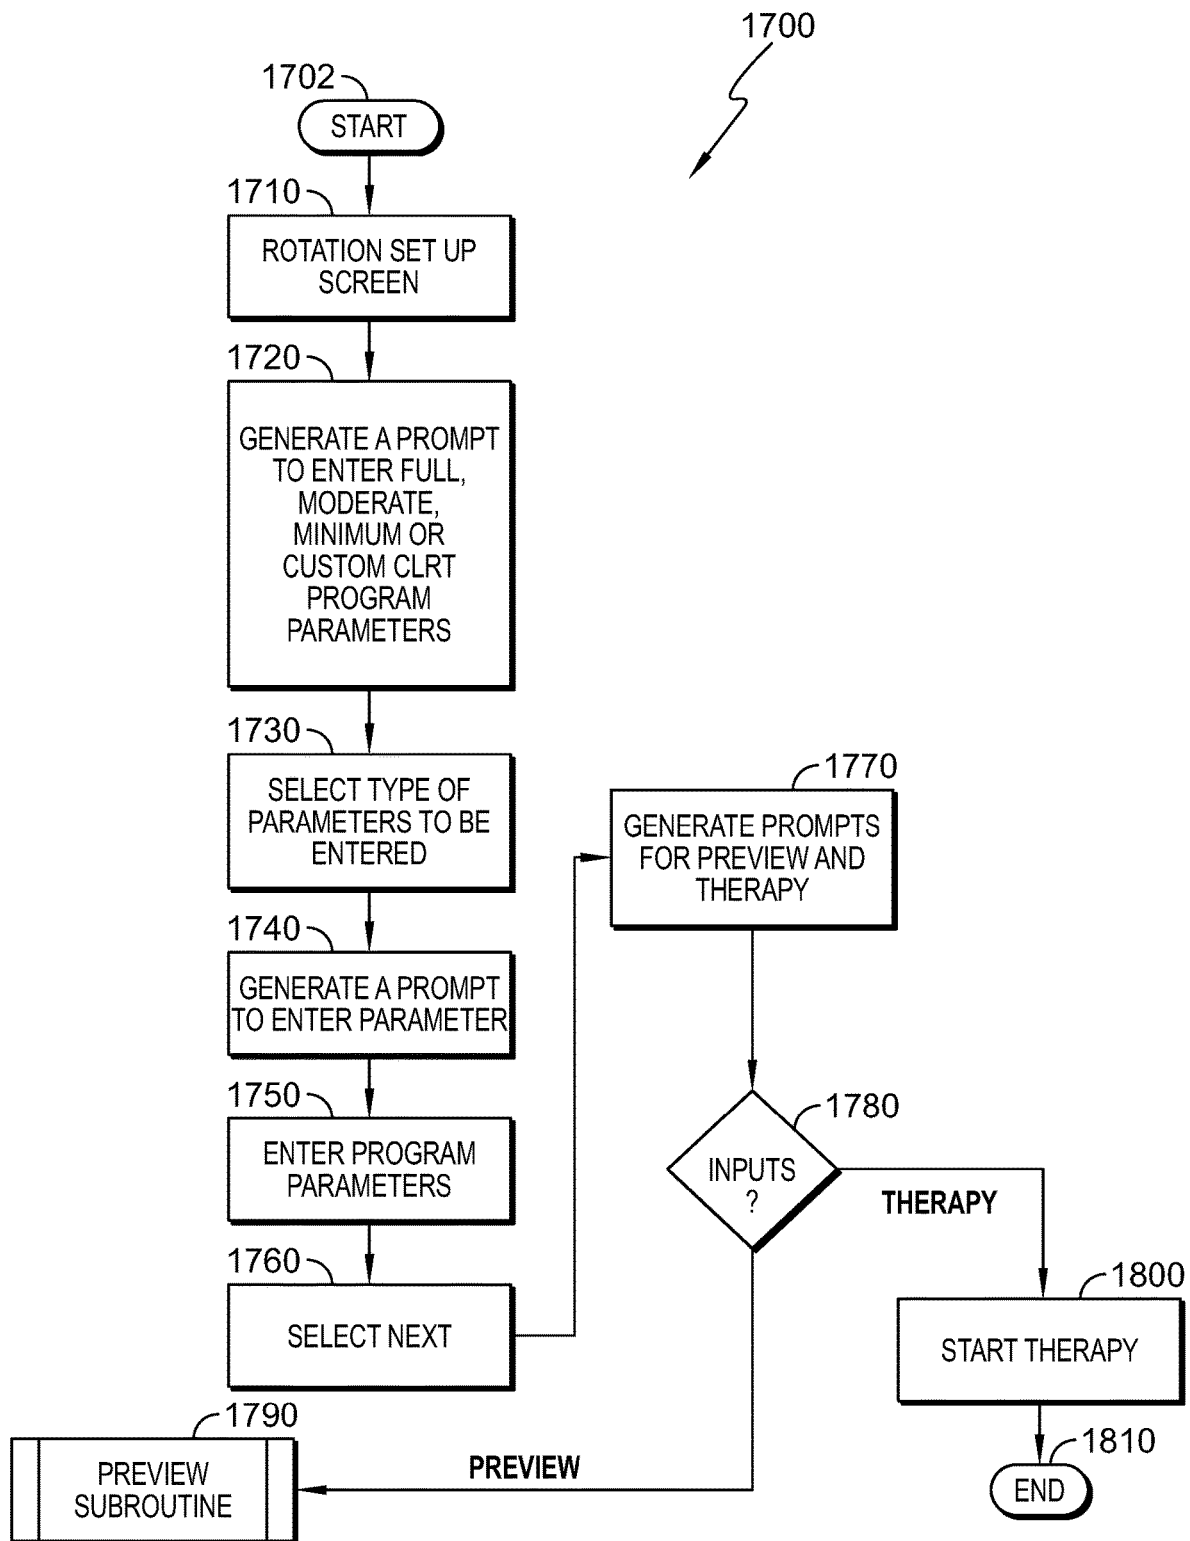 1700
1702
START
1710
ROTATION SET UP
SCREEN
1720
GENERATE A PROMPT
TO ENTER FULL,
MODERATE,
MINIMUM OR
CUSTOM CLRT
PROGRAM
PARAMETERS
1730
SELECT TYPE OF
PARAMETERS TO BE
ENTERED
1740
GENERATE A PROMPT
TO ENTER PARAMETER
1750
ENTER PROGRAM
PARAMETERS
1760
SELECT NEXT
1770
GENERATE PROMPTS
FOR PREVIEW AND
THERAPY
1780
INPUTS
?
THERAPY
1800
START THERAPY
1810
END
PREVIEW
1790
PREVIEW
SUBROUTINE